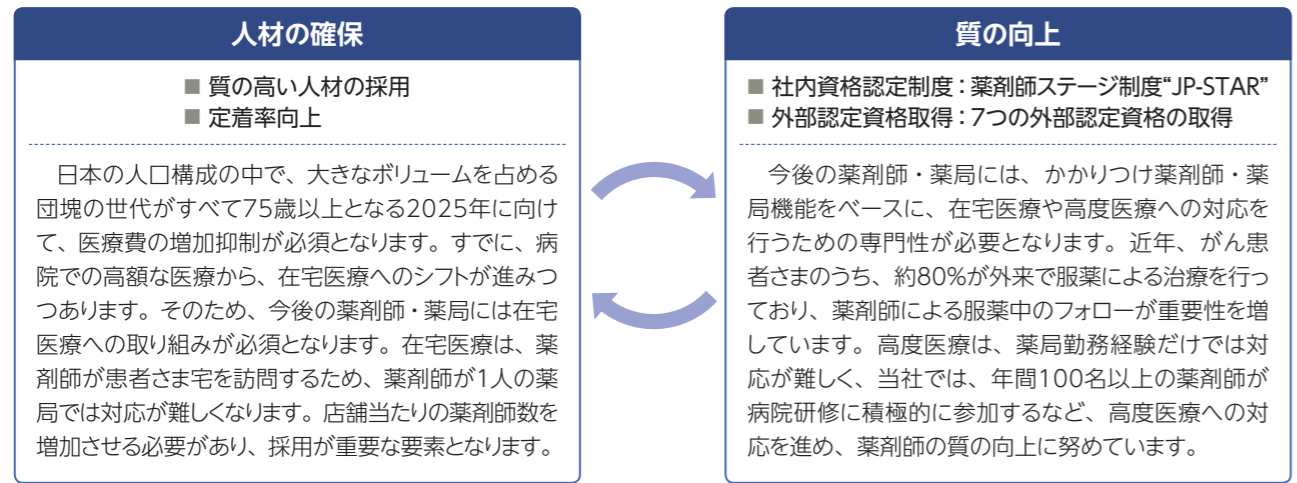 人材の確保
■ 質の高い人材の採用
■ 定着率向上
日本の人口構成の中で、大きなボリュームを占める
団塊の世代がすべて75歳以上となる2025年に向け
て、医療費の増加抑制が必須となります。すでに、病
院での高額な医療から、在宅医療へのシフトが進みつ
つあります。そのため、今後の薬剤師・薬局には在宅
医療への取り組みが必須となります。在宅医療は、薬
剤師が患者さま宅を訪問するため、薬剤師が1人の薬
局では対応が難しくなります。店舗当たりの薬剤師数を
増加させる必要があり、採用が重要な要素となります。
質の向上
■ 社内資格認定制度：薬剤師ステージ制度“JP-STAR”
■ 外部認定資格取得：7つの外部認定資格の取得
今後の薬剤師・薬局には、かかりつけ薬剤師・薬
局機能をベースに、在宅医療や高度医療への対応を
行うための専門性が必要となります。近年、がん患
者さまのうち、約80%が外来で服薬による治療を行っ
ており、薬剤師による服薬中のフォローが重要性を増
しています。高度医療は、薬局勤務経験だけでは対
応が難しく、当社では、年間100名以上の薬剤師が
病院研修に積極的に参加するなど、高度医療への対
応を進め、薬剤師の質の向上に努めています。